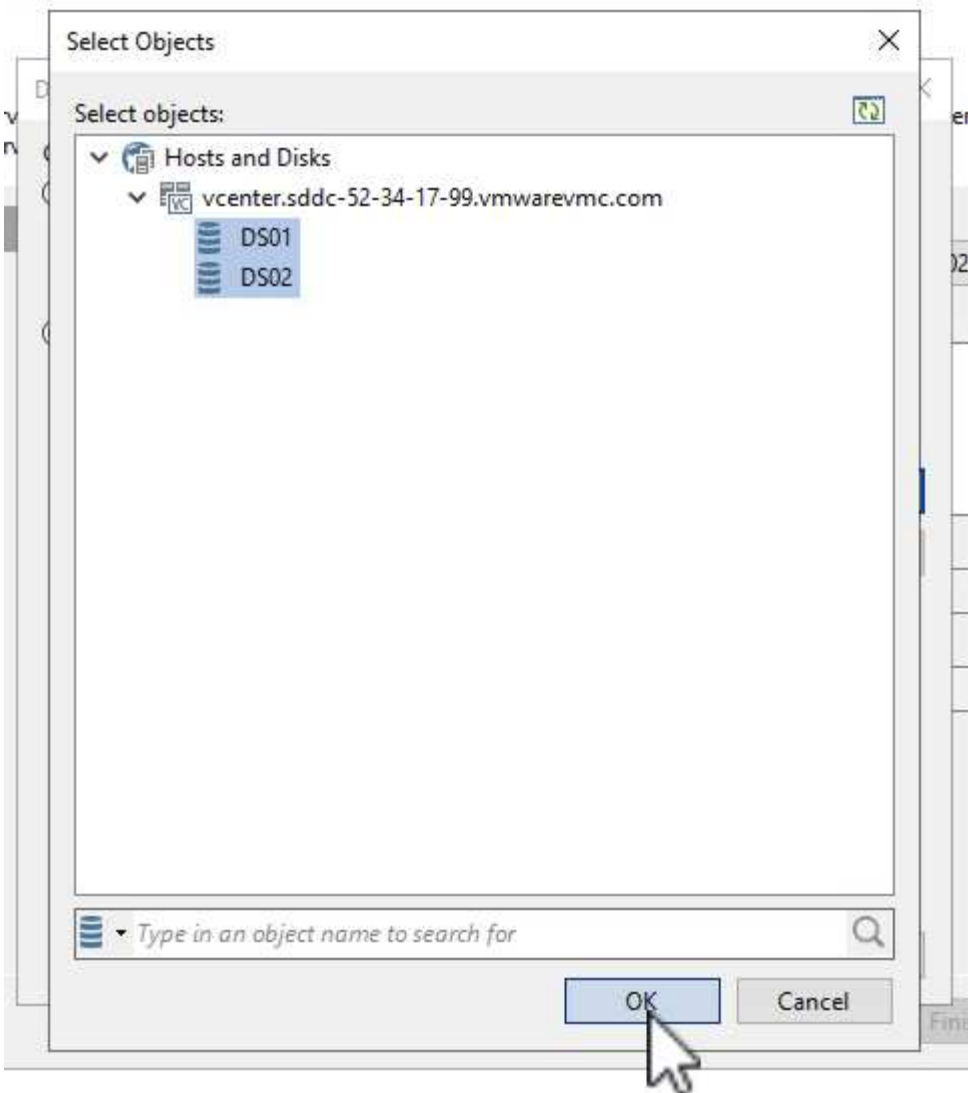 Select Objects
Select objects:
Hosts and Disks
vcenter.sddc-52-34-17-99.vmwarevmc.com
DS01
DS02
Type in an object name to search for
OK
Cancel